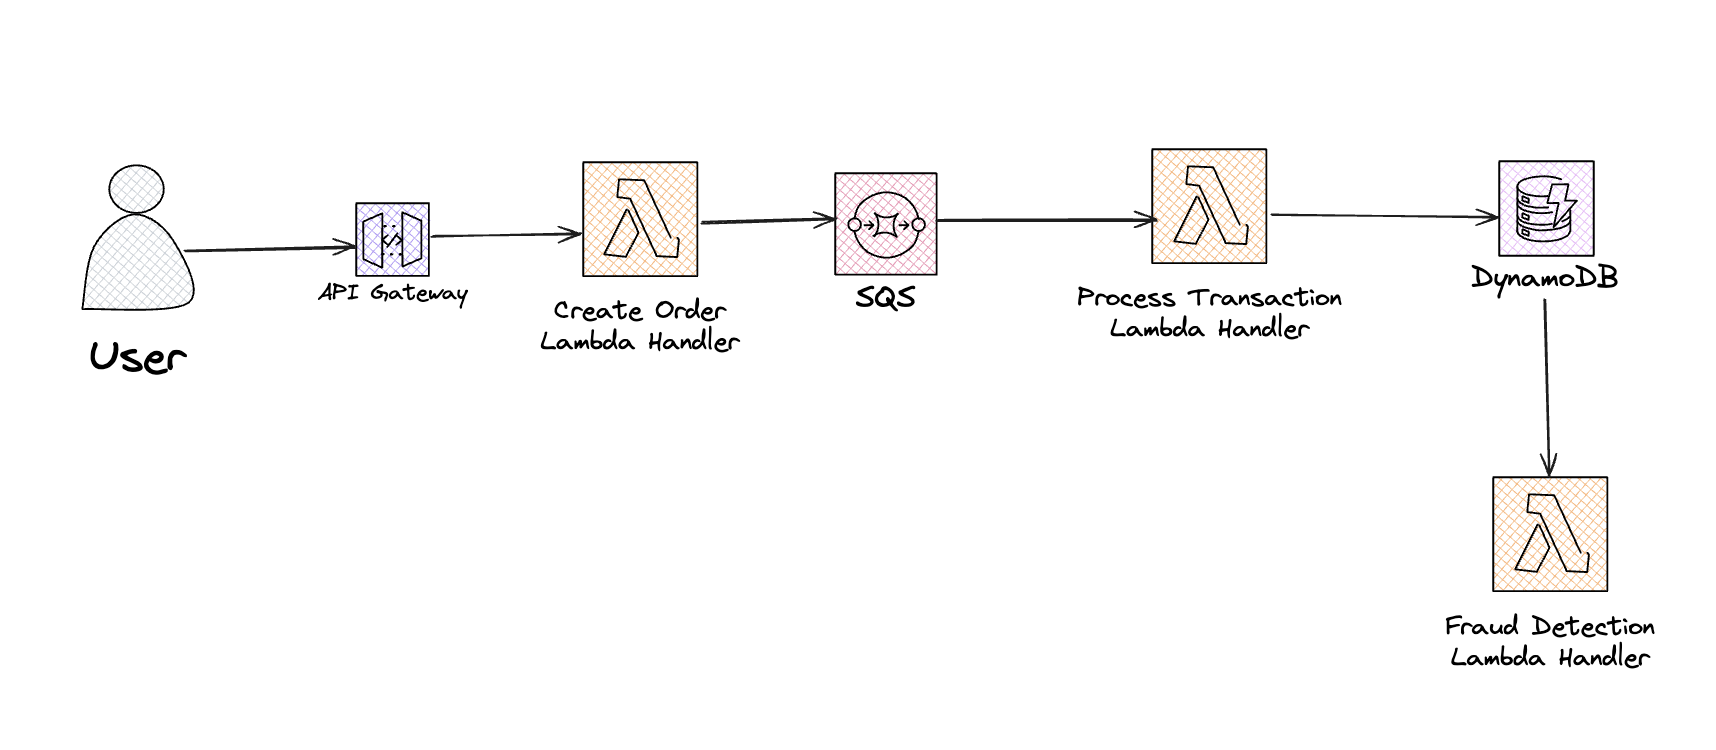 User
API Gateway
Create Order
Lambda Handler
SQS
Process Transaction
Lambda Handler
DynamoDB
Fraud Detection
Lambda Handler